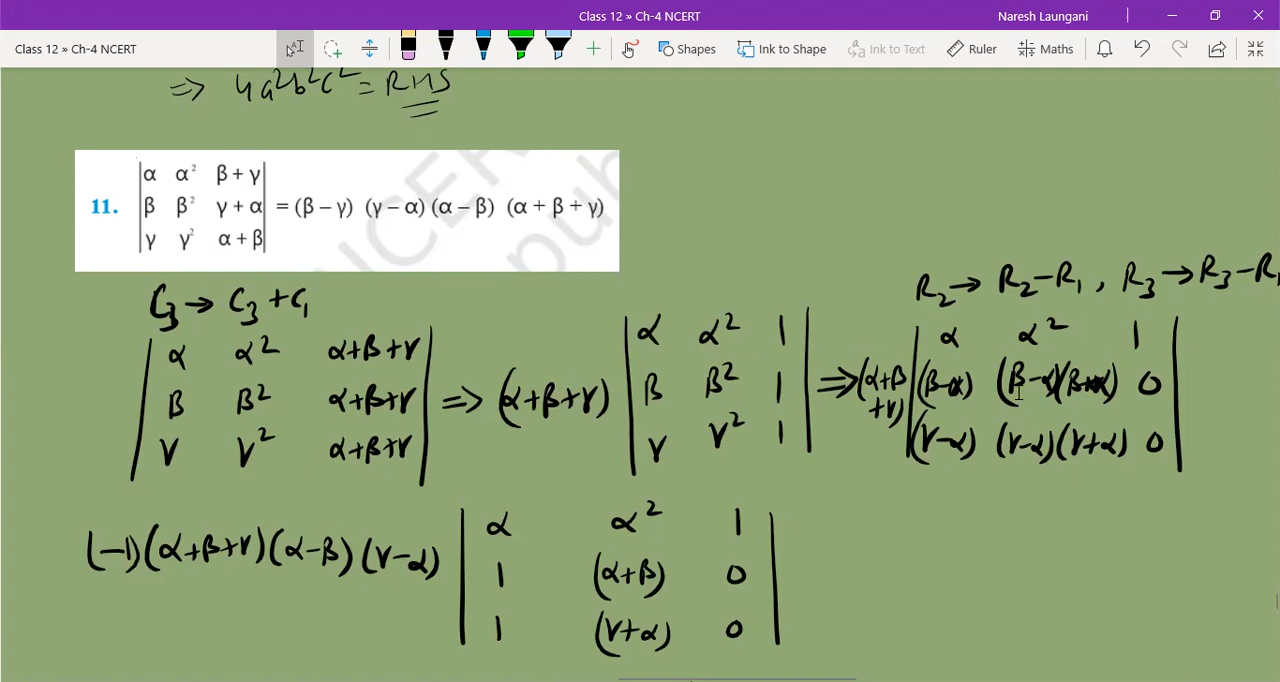 Class 12 » Ch-4 NCERT
Naresh Laungani
Class 12 » Ch-4 NCERT
Shapes
Ink to Shape
Ink to Text
Ruler
Maths
⇒ 4a²b²c² = RHS
11. | α α² β + γ |
| β β² γ + α | = (β – γ) (γ – α) (α – β) (α + β + γ)
| γ γ² α + β |
C₃ → C₃ + C₁
R₂ → R₂ – R₁ , R₃ → R₃ – R₁
| α α² α+β+γ | ⇒ (α+β+γ) | α α² 1 | ⇒ (α+β+γ) | α α² 1 |
| β β² α+β+γ | | β β² 1 | | (β–α) (β–α)(β+α) 0 |
| γ γ² α+β+γ | | γ γ² 1 | | (γ–α) (γ–α)(γ+α) 0 |
| α α² 1 |
(–1)(α+β+γ)(α–β)(γ–α) | 1 (α+β) 0 |
| 1 (γ+α) 0 |